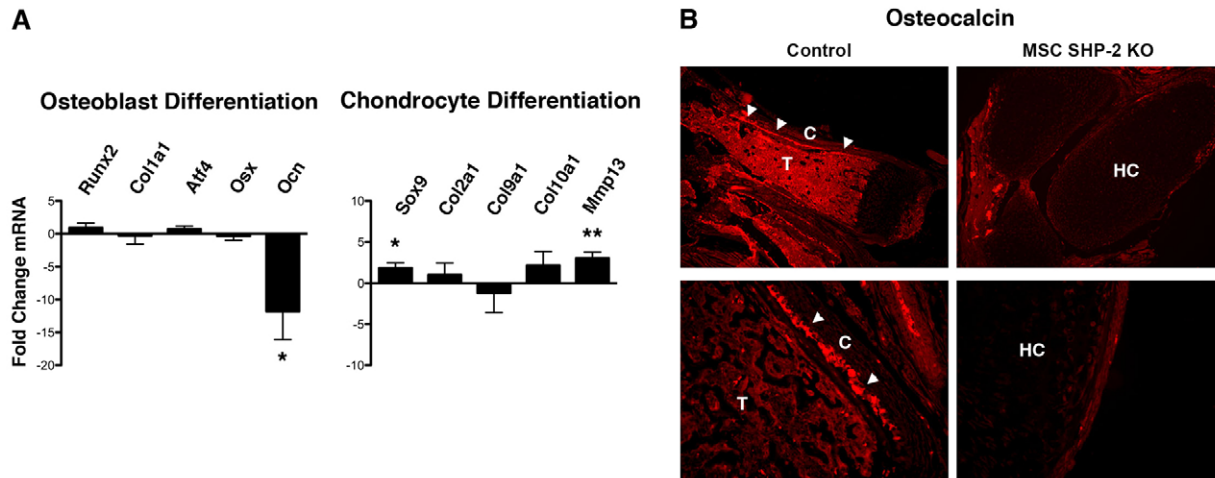 A
Osteoblast Differentiation
Runx2
Col1a1
Atf4
Osx
Ocn
Fold Change mRNA
5
0
-5
-10
-15
-20
*
Chondrocyte Differentiation
Sox9
Col2a1
Col9a1
Col10a1
Mmp13
10
5
0
-5
-10
*
**
B
Osteocalcin
Control
MSC SHP-2 KO
C
T
HC
C
T
HC